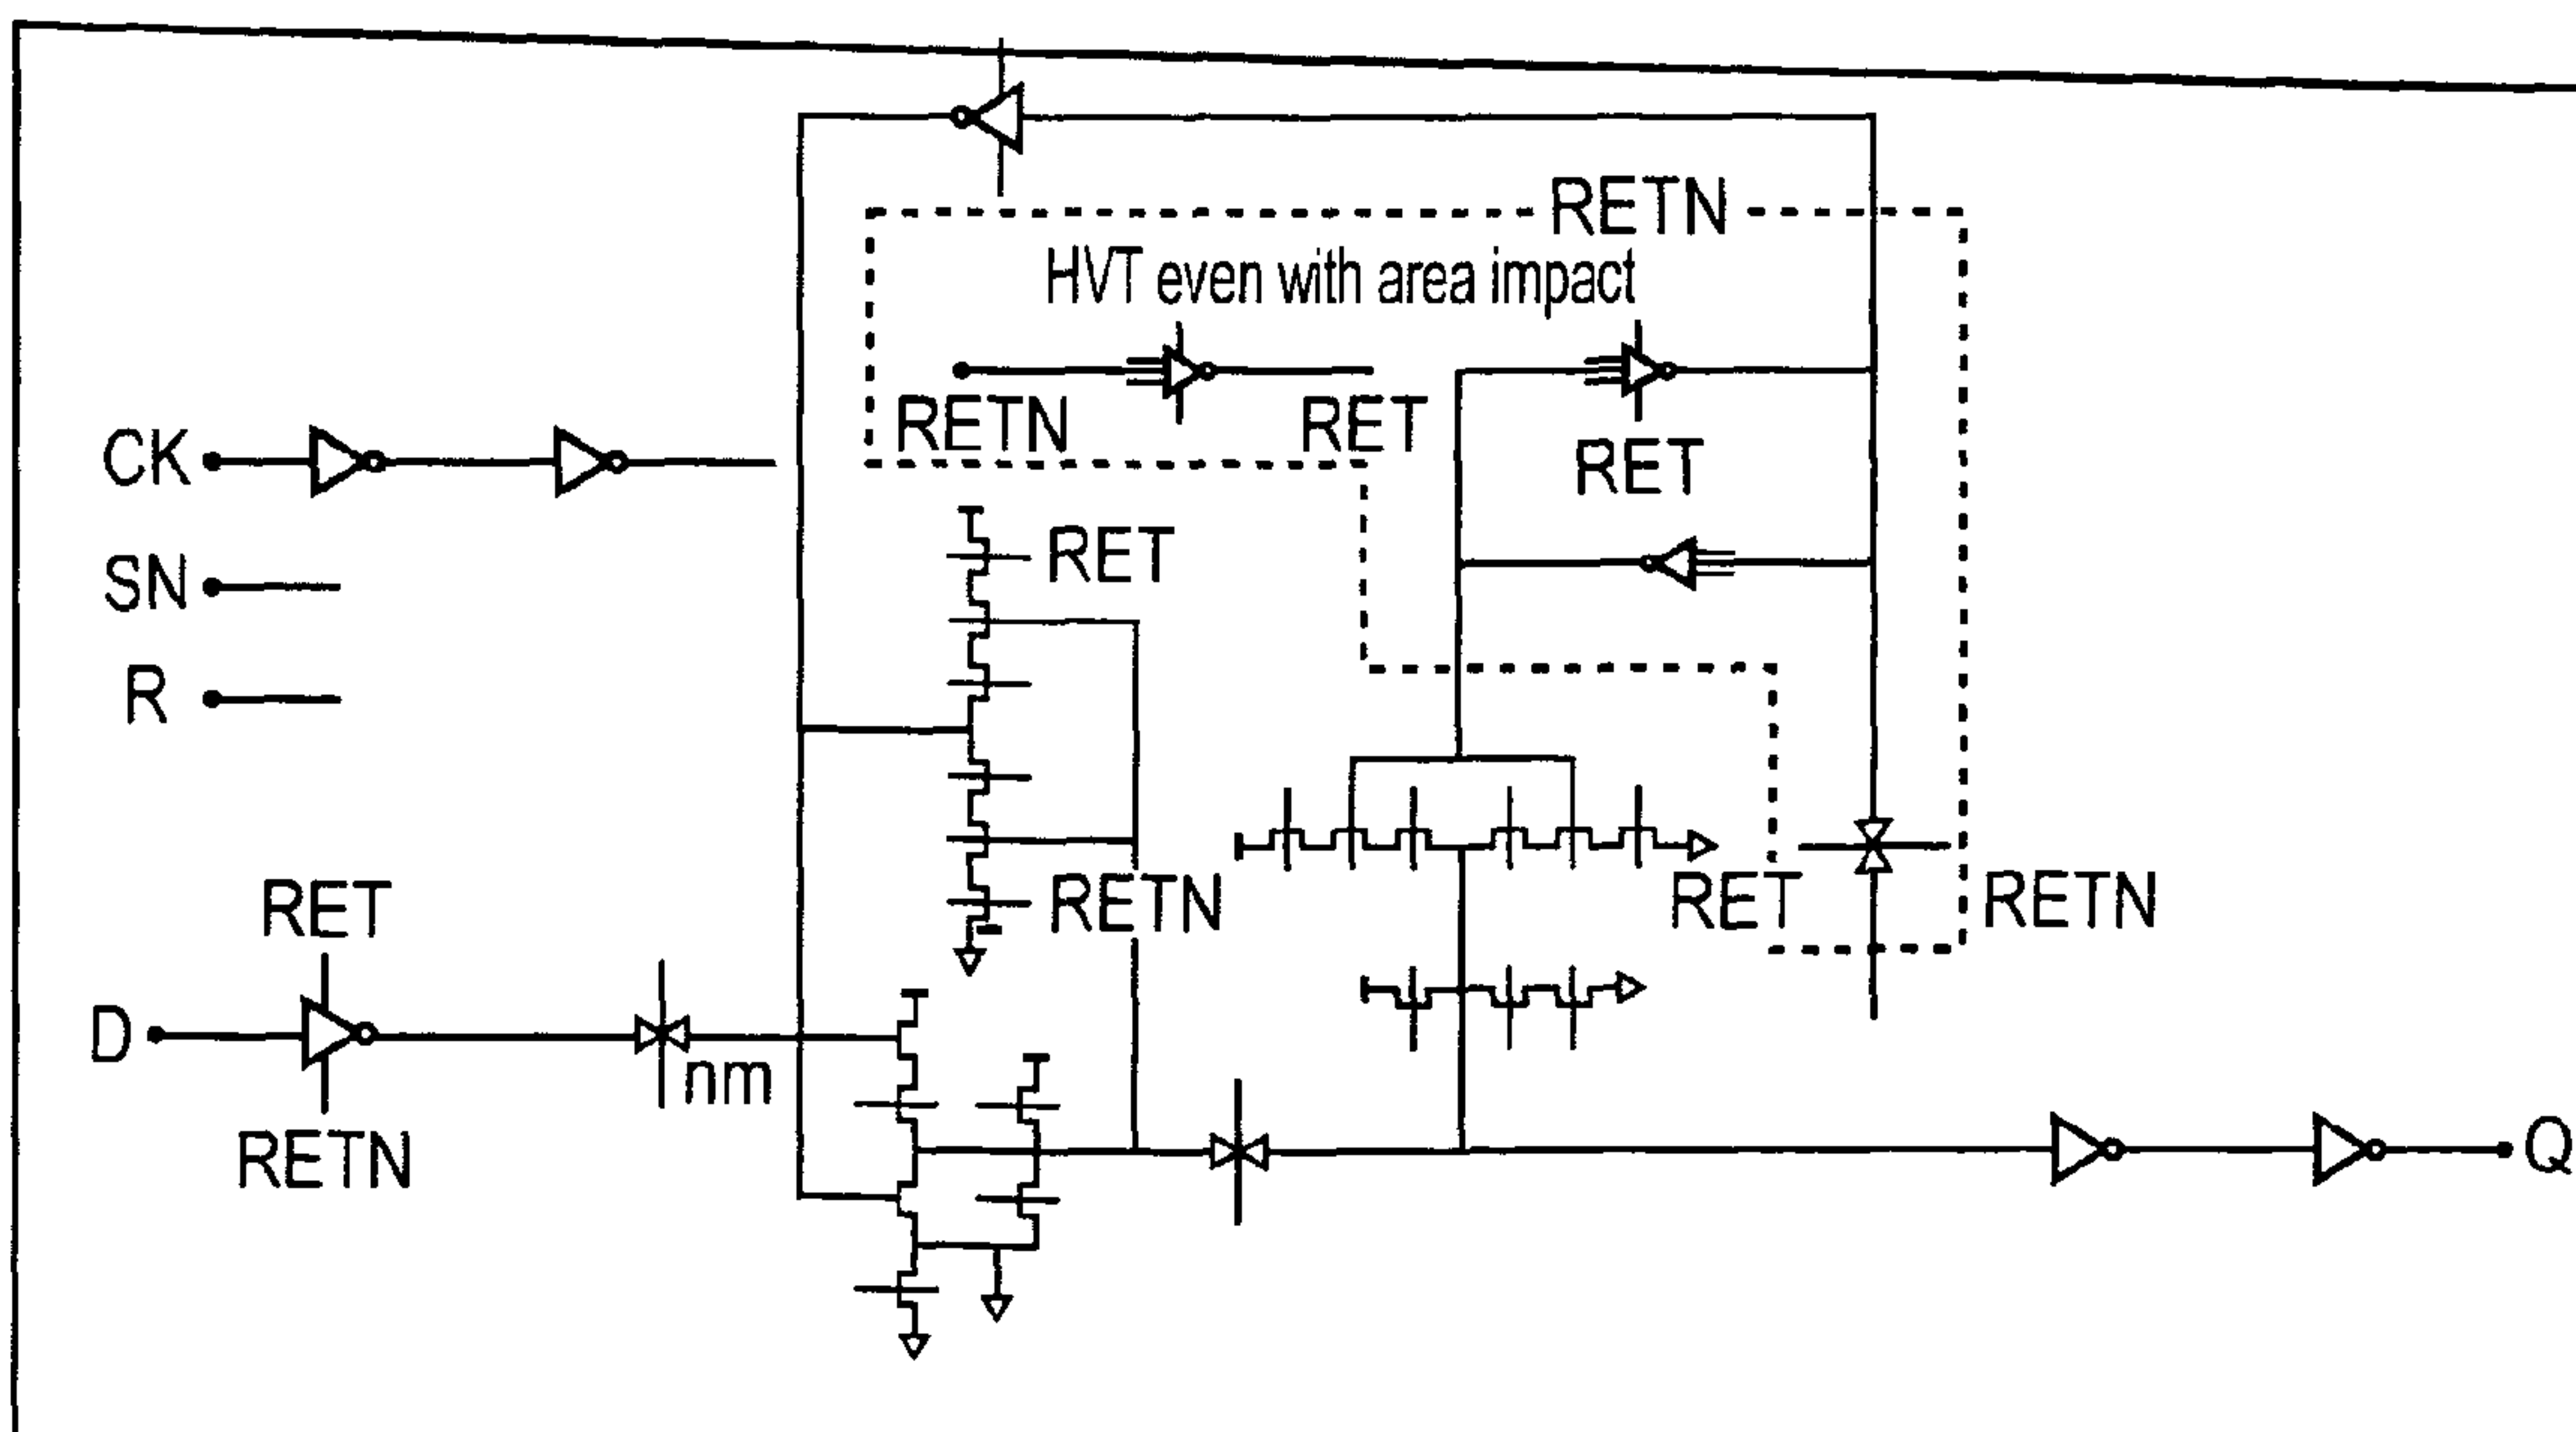 RETN
HVT even with area impact
RETN
RET
CK
RET
SN
RET
R
RET
RETN
RET
RETN
D
nm
RETN
Q